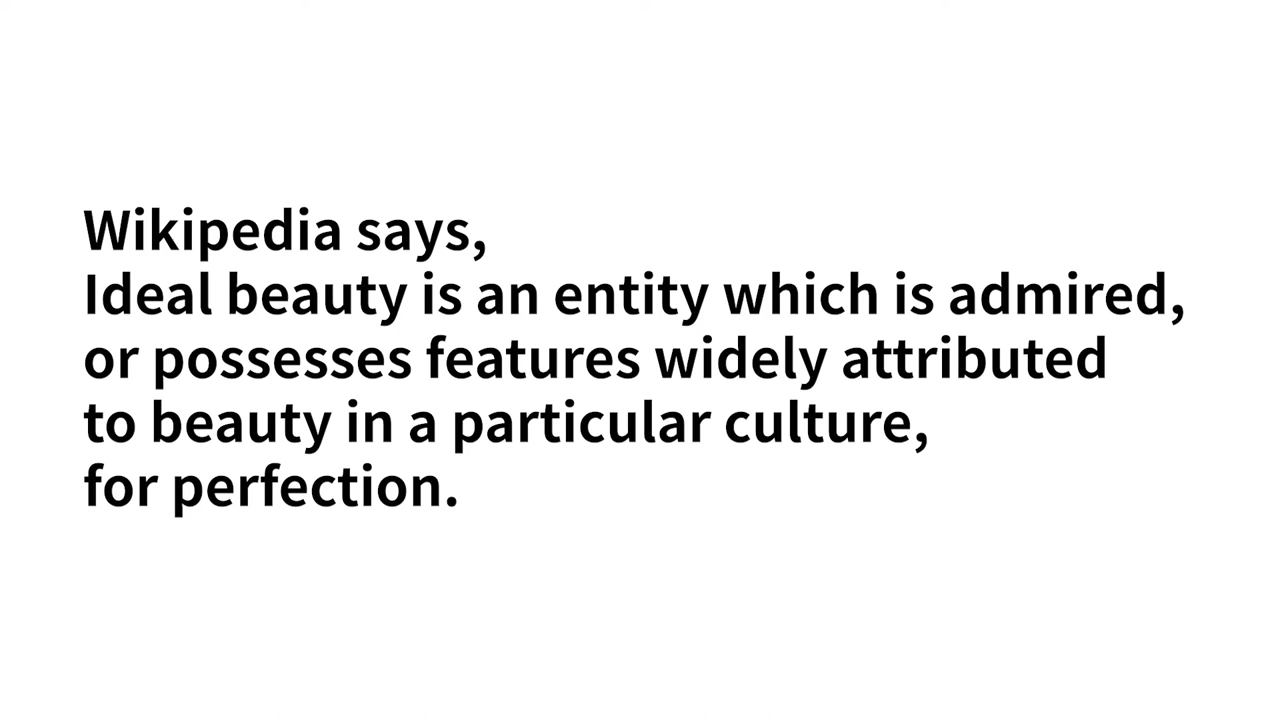 Wikipedia says,
Ideal beauty is an entity which is admired,
or possesses features widely attributed
to beauty in a particular culture,
for perfection.